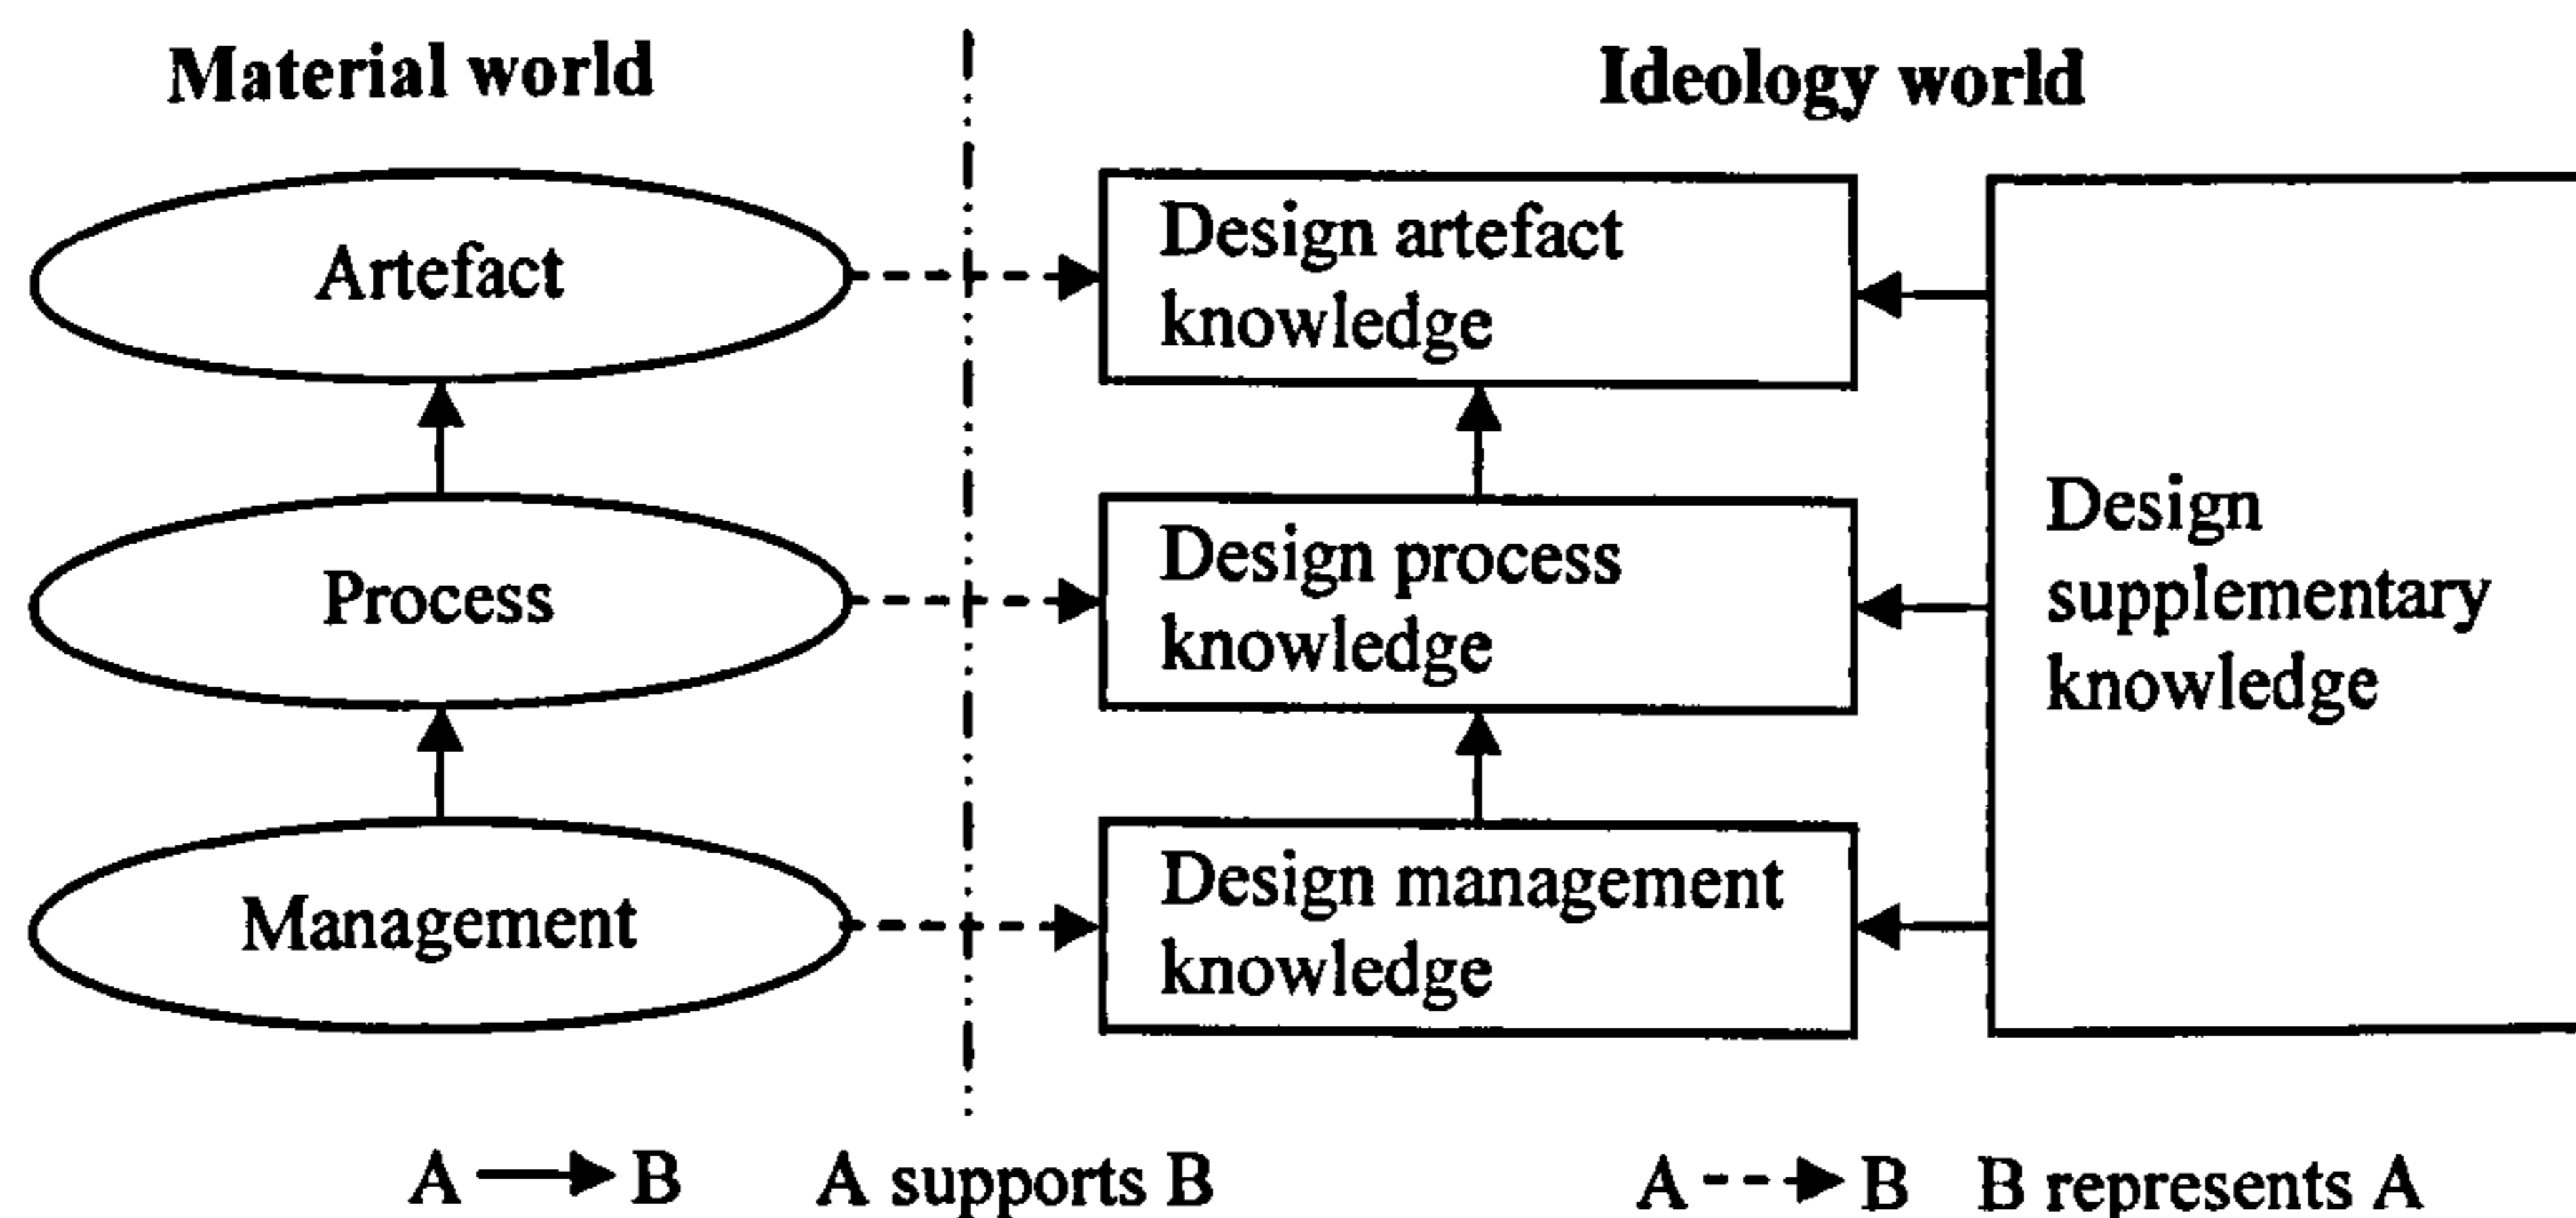 Material world
Ideology world
Artefact
Design artefact
knowledge
Process
Design process
knowledge
Design
supplementary
knowledge
Management
Design management
knowledge
A B A supports B
A B B represents A